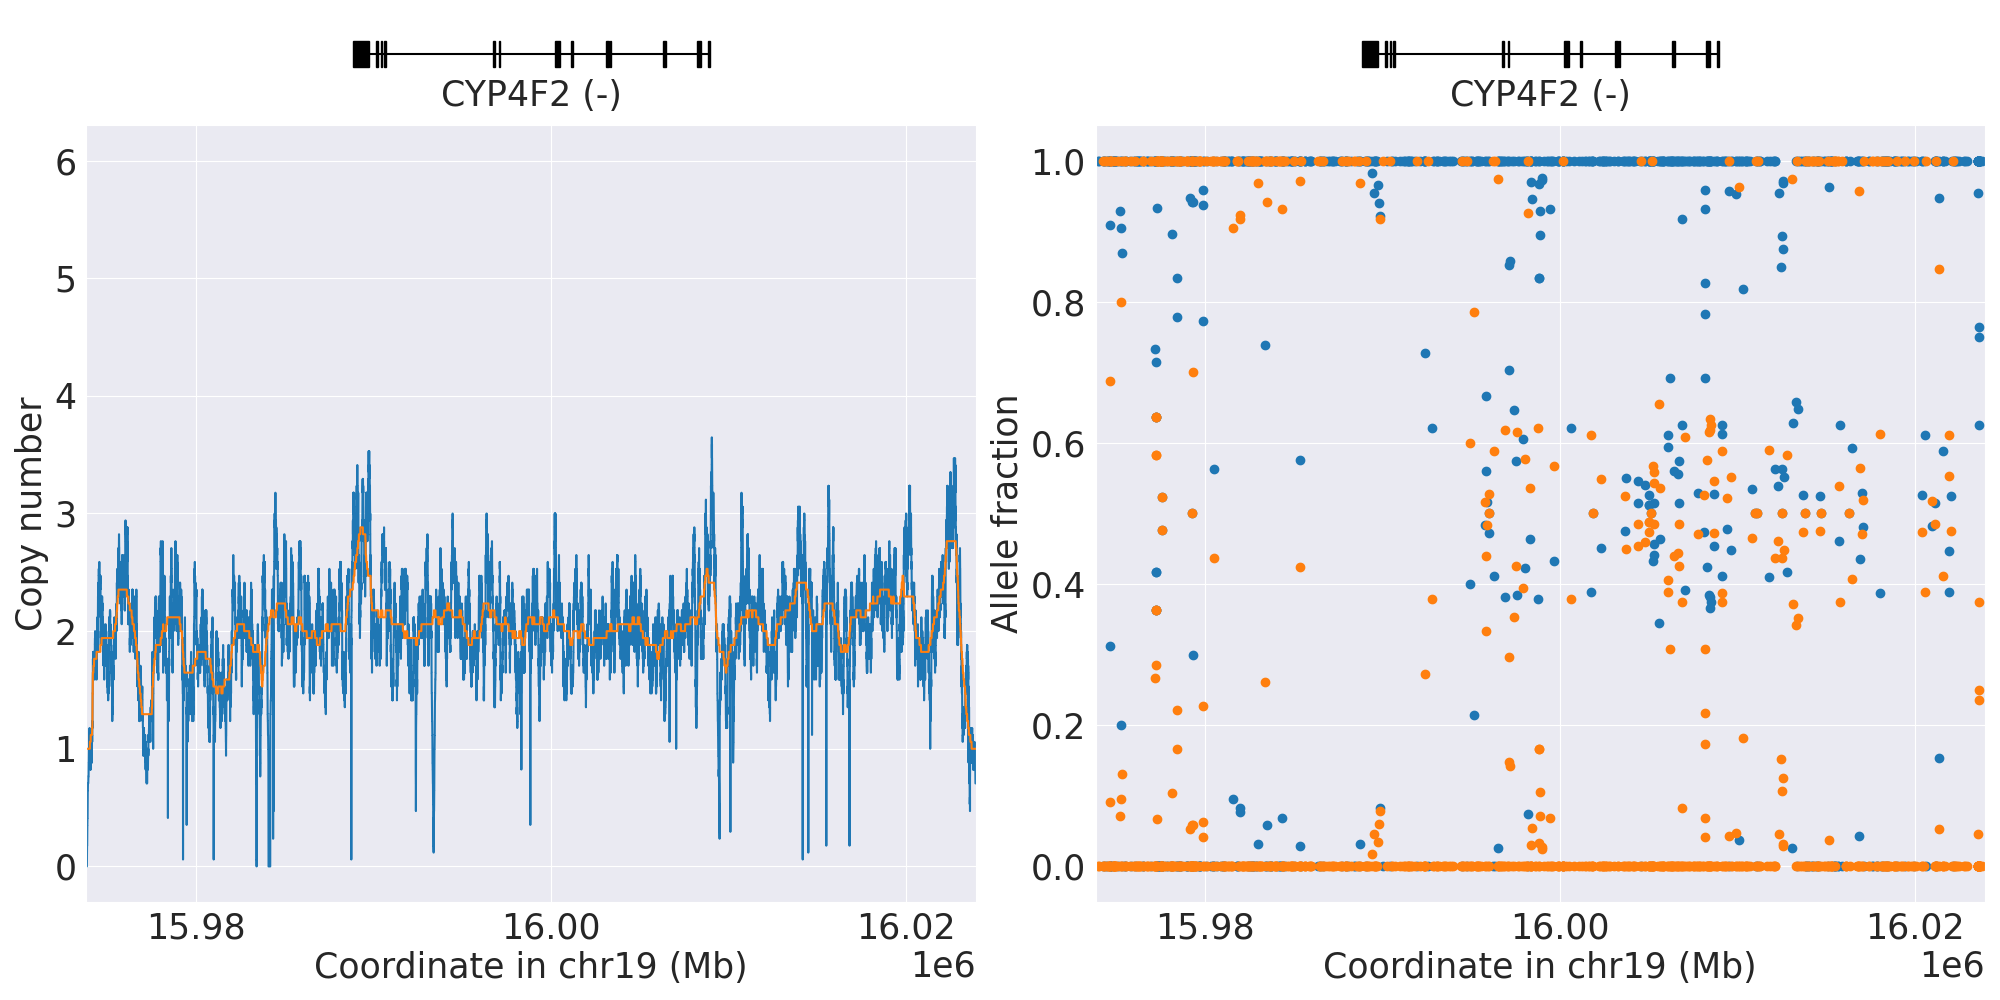 CYP4F2 (-)
6
5
4
3
2
1
0
Copy number
15.98
16.00
16.02
Coordinate in chr19 (Mb)
1e6
CYP4F2 (-)
1.0
0.8
0.6
0.4
0.2
0.0
Allele fraction
15.98
16.00
16.02
Coordinate in chr19 (Mb)
1e6